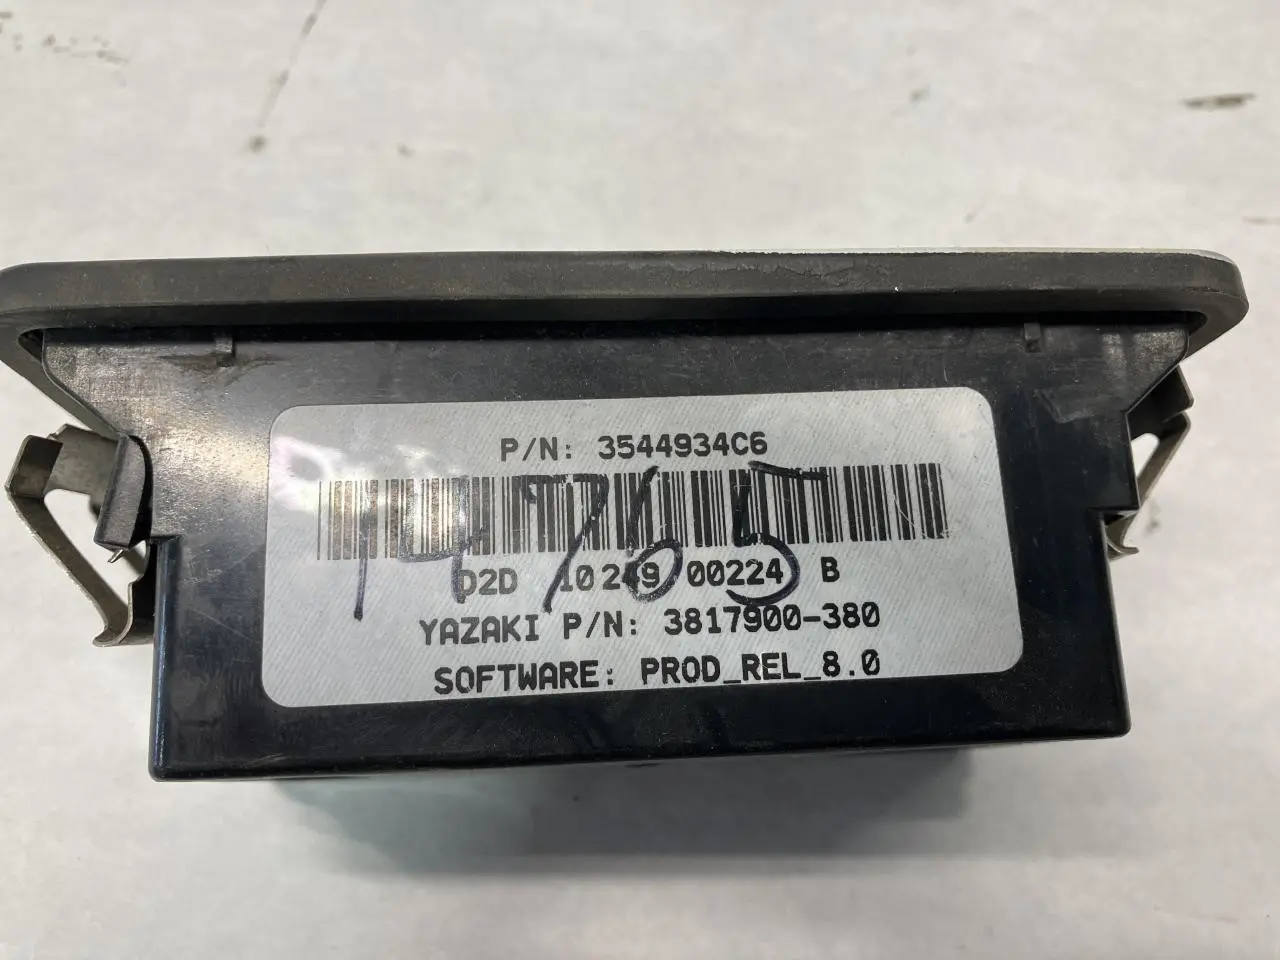 P/N: 3544934C6
14765
D2D 10249 00224 B
YAZAKI P/N: 3817900-380
SOFTWARE: PROD_REL_8.0